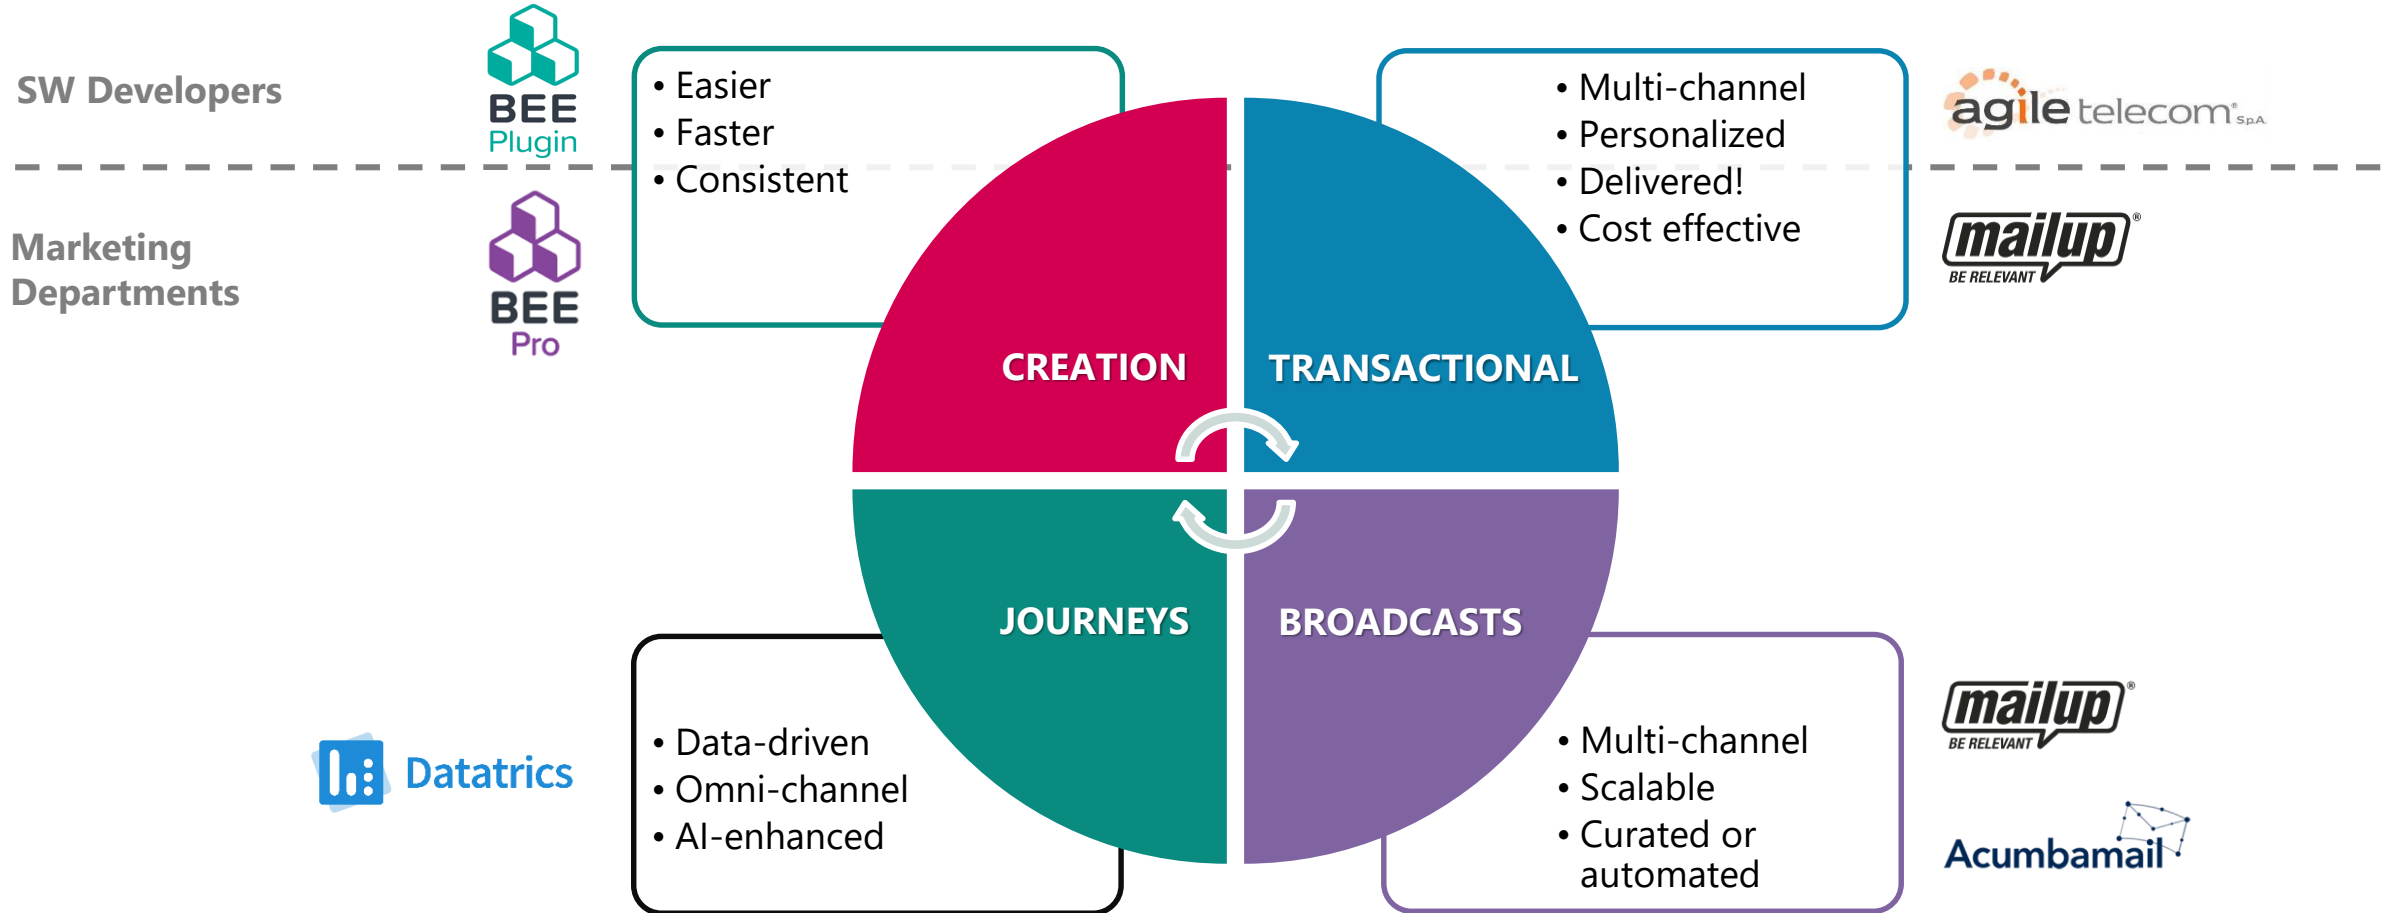 SW Developers
BEE
Plugin
• Easier
• Faster
• Consistent
• Multi-channel
• Personalized
• Delivered!
• Cost effective
agile telecom® S.p.A.
Marketing
Departments
BEE
Pro
mailup®
BE RELEVANT
CREATION
TRANSACTIONAL
JOURNEYS
BROADCASTS
Datatrics
• Data-driven
• Omni-channel
• AI-enhanced
• Multi-channel
• Scalable
• Curated or
automated
mailup®
BE RELEVANT
Acumbamail